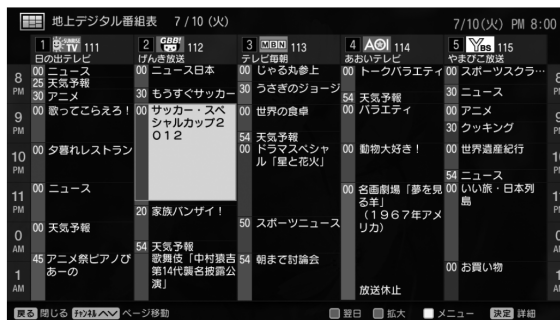 地上デジタル番組表 7/10 (火)
7/10(火) PM 8:00
1 TV 111
日の出テレビ
2 GBB! 112
げんき放送
3 MBN 113
テレビ毎朝
4 AOI 114
あおいテレビ
5 YBS 115
やまびこ放送
8 PM
00 ニュース
25 天気予報
30 アニメ
00 ニュース日本
30 もうすぐサッカー
00 じゃる丸参上
30 うさぎのジョージ
00 トークバラエティ
54 天気予報
00 スポーツスクラ…
30 ニュース
9 PM
00 歌ってこらえろ！
00 サッカー・スペ
シャルカップ2
012
00 世界の食卓
54 天気予報
00 バラエティ
00 アニメ
30 クッキング
10 PM
00 夕暮れレストラン
00 ドラマスペシャ
ル「星と花火」
00 動物大好き！
00 世界遺産紀行
54 ニュース
11 PM
00 ニュース
20 家族バンザイ！
50 スポーツニュース
00 名画劇場「夢を見
る羊」
（1967年アメ
リカ）
00 いい旅・日本列
島
0 AM
00 天気予報
45 アニメ祭ピアノぴ
あーの
54 天気予報
歌舞伎「中村猿吉
第14代襲名披露公
演」
54 朝まで討論会
1 AM
放送休止
00 お買い物
戻る 閉じる チャンネルヘ∨ ページ移動
翌日 拡大 メニュー 決定 詳細